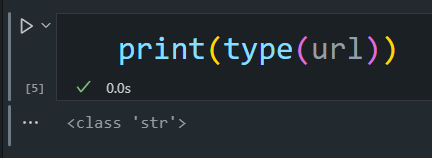 print(type(url))
[5]
0.0s
<class 'str'>